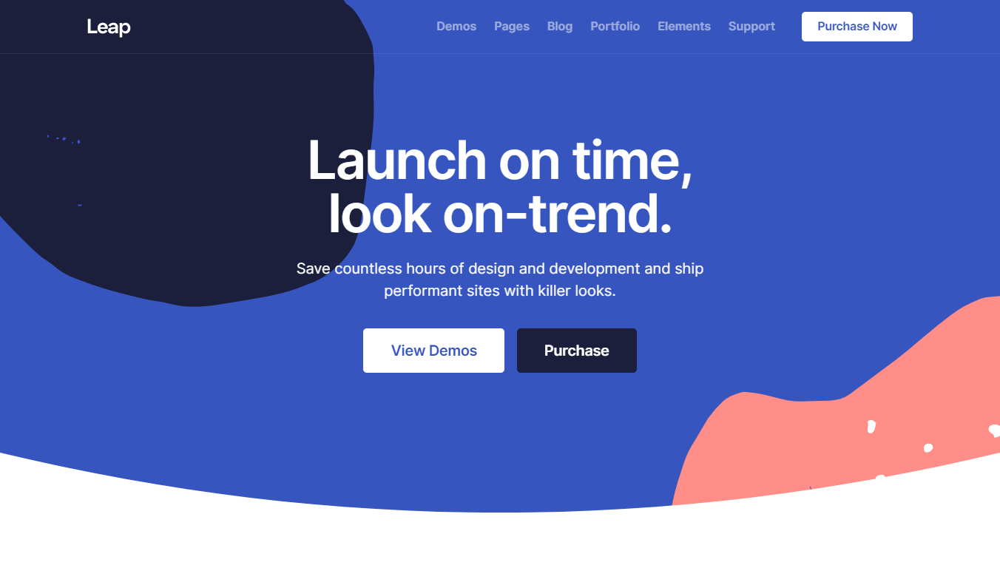 Leap
Demos Pages Blog Portfolio Elements Support Purchase Now
Launch on time,
look on-trend.
Save countless hours of design and development and ship
performant sites with killer looks.
View Demos Purchase